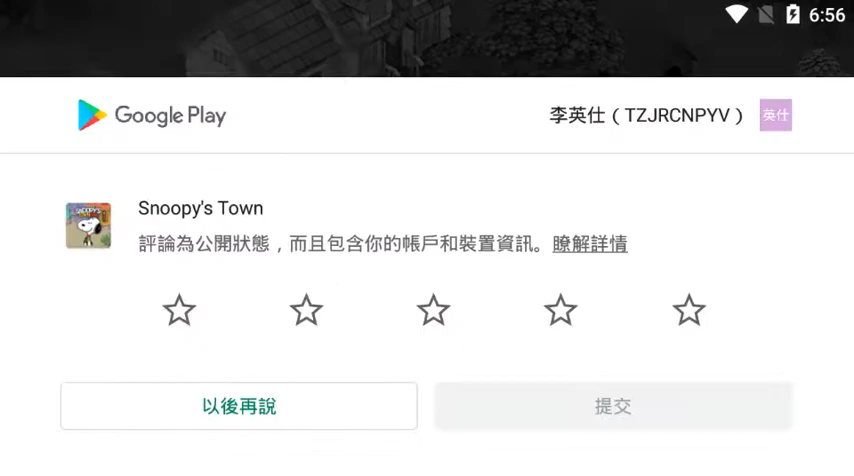 6:56
Google Play
李英仕（TZJRCNPYV）
英仕
Snoopy's Town
評論為公開狀態，而且包含你的帳戶和裝置資訊。瞭解詳情
以後再說
提交